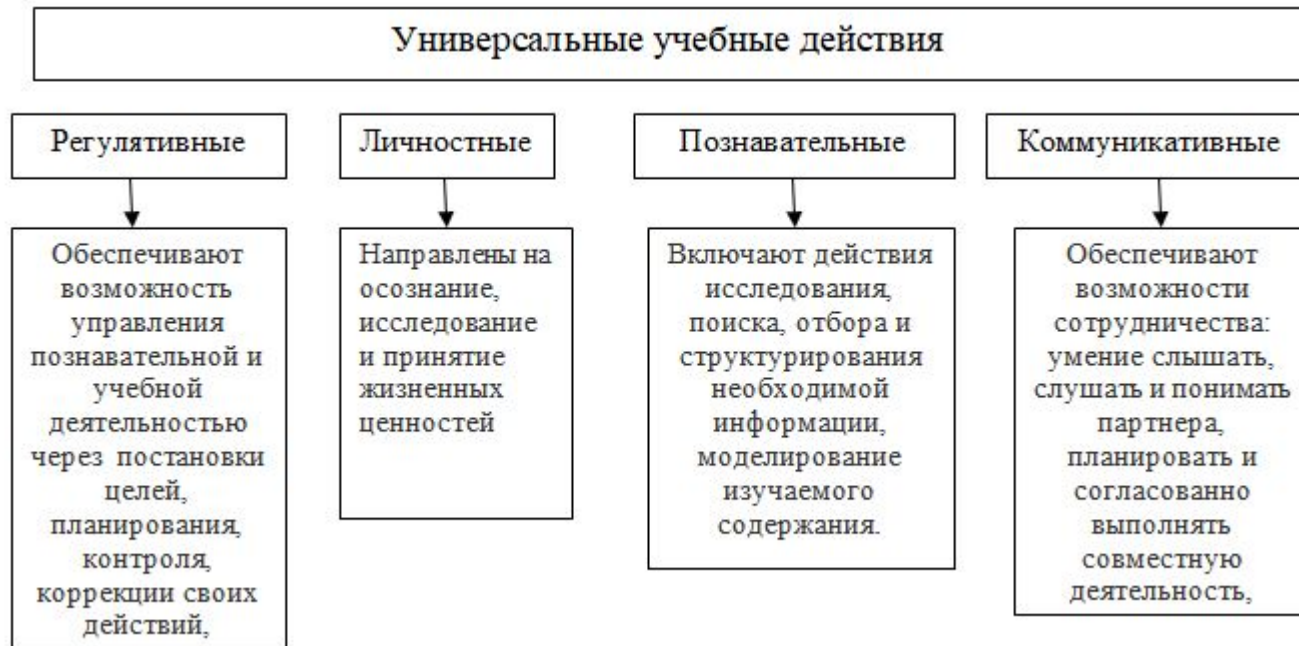 Универсальные учебные действия
Регулятивные
Личностные
Познавательные
Коммуникативные
Обеспечивают
возможность
управления
познавательной и
учебной
деятельностью
через постановки
целей,
планирования,
контроля,
коррекции своих
действий,
Направлены на
осознание,
исследование
и принятие
жизненных
ценностей
Включают действия
исследования,
поиска, отбора и
структурирования
необходимой
информации,
моделирование
изучаемого
содержания.
Обеспечивают
возможности
сотрудничества:
умение слышать,
слушать и понимать
партнера,
планировать и
согласованно
выполнять
совместную
деятельность,